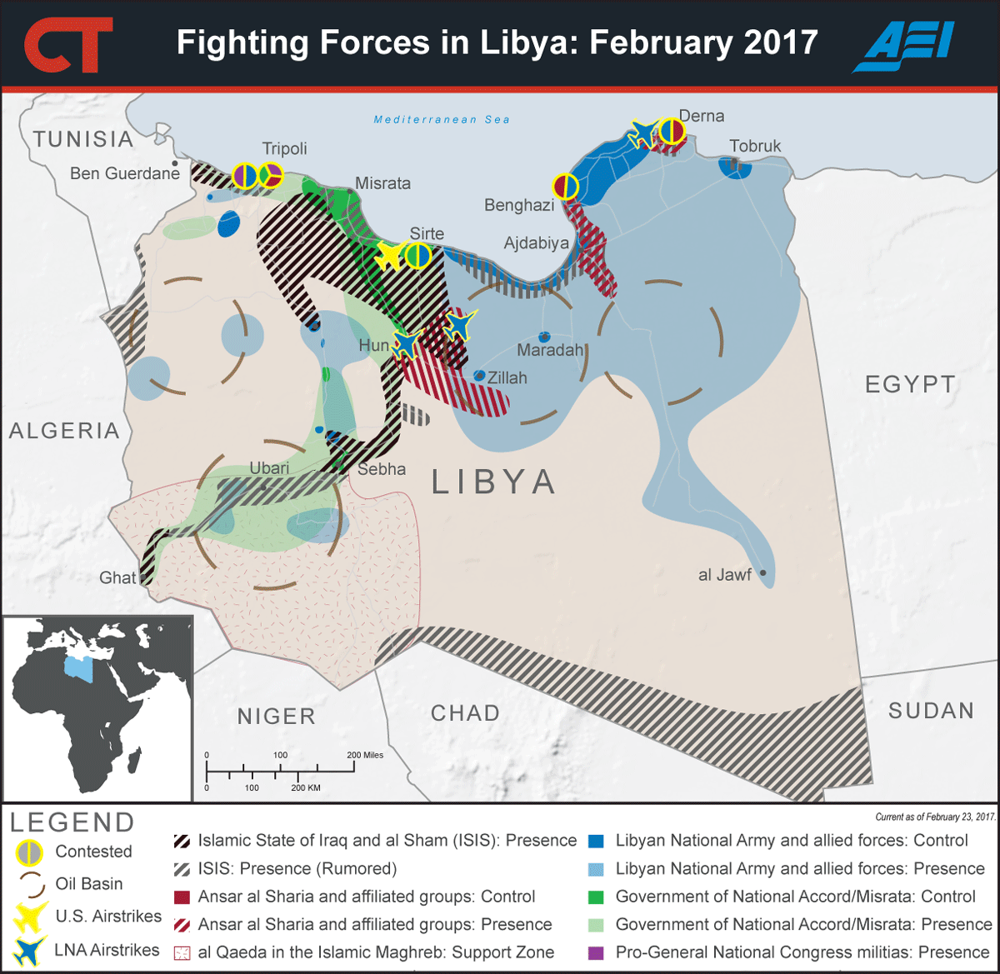 CT
Fighting Forces in Libya: February 2017
AEI
Mediterranean Sea
TUNISIA
Ben Guerdane
Tripoli
Misrata
Sirte
Benghazi
Ajdabiya
Derna
Tobruk
Hun
Maradah
Zillah
EGYPT
ALGERIA
Ubari
Sebha
LIBYA
Ghat
al Jawf
NIGER
CHAD
SUDAN
0 100 200 Miles
0 100 200 KM
LEGEND
Current as of February 23, 2017.
Contested
Oil Basin
U.S. Airstrikes
LNA Airstrikes
Islamic State of Iraq and al Sham (ISIS): Presence
ISIS: Presence (Rumored)
Ansar al Sharia and affiliated groups: Control
Ansar al Sharia and affiliated groups: Presence
al Qaeda in the Islamic Maghreb: Support Zone
Libyan National Army and allied forces: Control
Libyan National Army and allied forces: Presence
Government of National Accord/Misrata: Control
Government of National Accord/Misrata: Presence
Pro-General National Congress militias: Presence